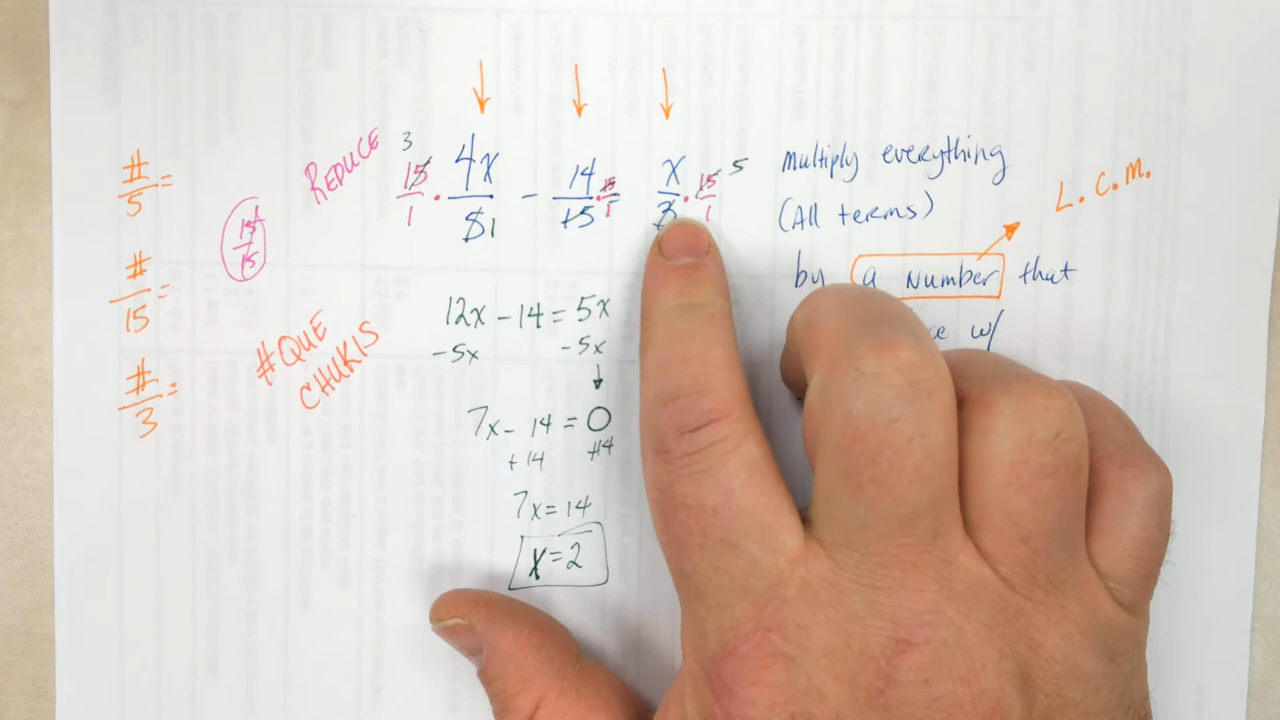 #/5 =
#/15 =
#/3 =
15/15
REDUCE
#QUE
CHUKIS
3
15/1 · 4x/5 1 - 14/15 · 15/1 = x/3 · 15/1 5
12x - 14 = 5x
-5x -5x
7x - 14 = 0
+14 +14
7x = 14
x = 2
Multiply everything
(All terms)
by a Number that
w/
L.C.M.